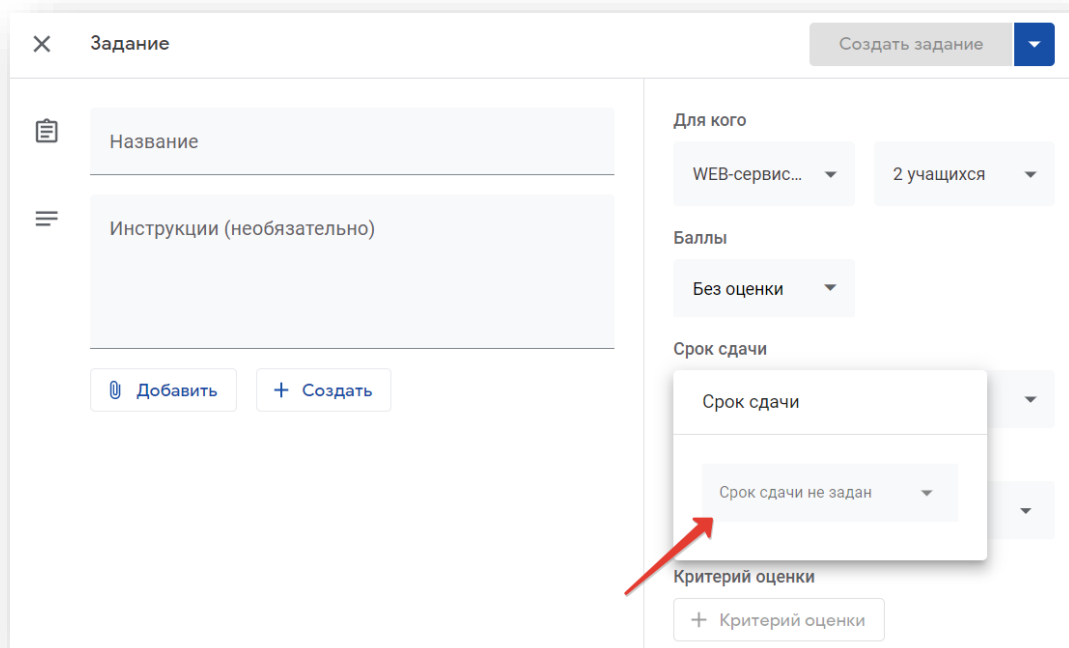 Задание
Создать задание
Название
Инструкции (необязательно)
Добавить
Создать
Для кого
WEB-сервис...
2 учащихся
Баллы
Без оценки
Срок сдачи
Срок сдачи
Срок сдачи не задан
Критерий оценки
Критерий оценки